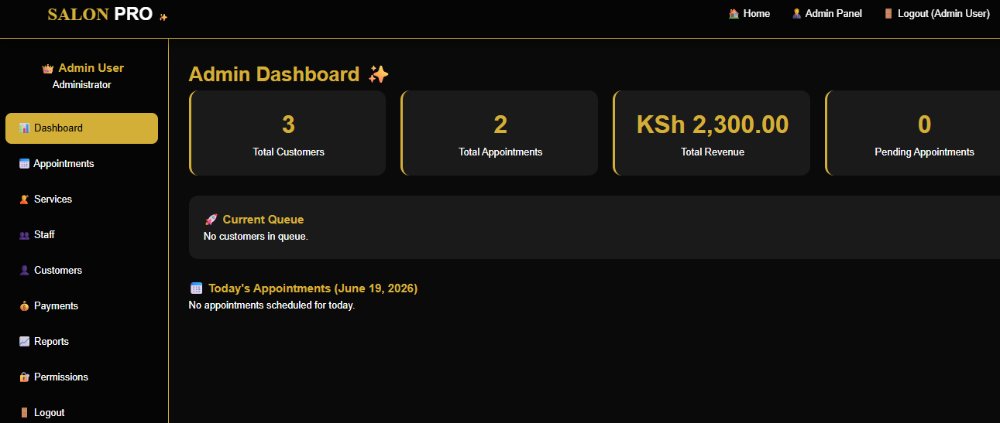 SALON PRO
Home
Admin Panel
Logout (Admin User)
Admin User
Administrator
Dashboard
Appointments
Services
Staff
Customers
Payments
Reports
Permissions
Logout
Admin Dashboard
3
Total Customers
2
Total Appointments
KSh 2,300.00
Total Revenue
0
Pending Appointments
Current Queue
No customers in queue.
Today's Appointments (June 19, 2026)
No appointments scheduled for today.